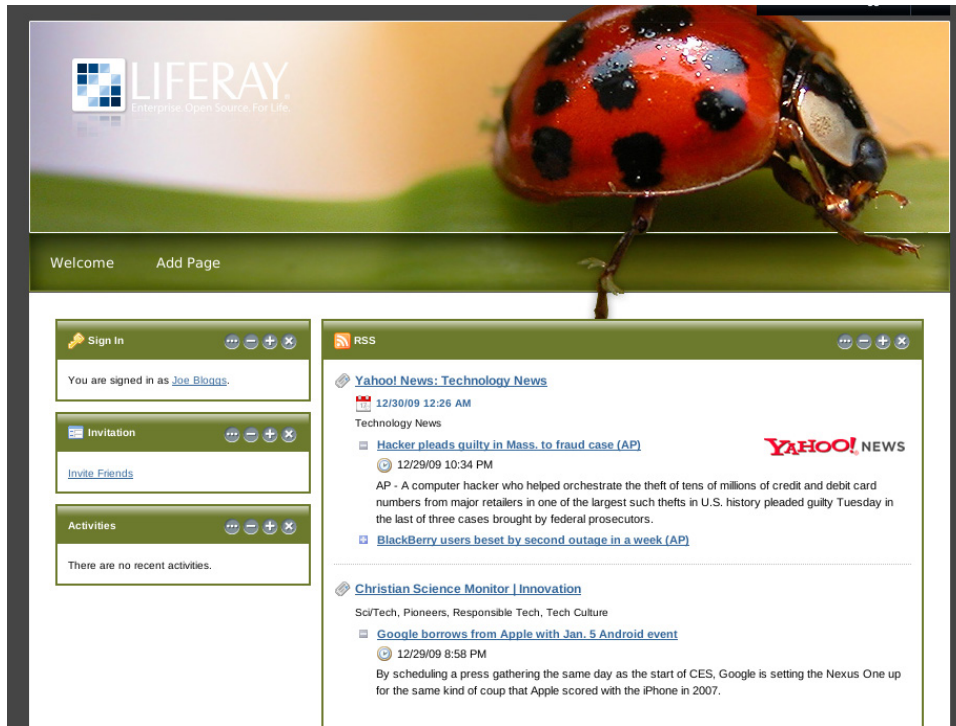 LIFERAY.
Enterprise. Open Source. For Life.
Welcome
Add Page
Sign In
You are signed in as Joe Bloggs.
Invitation
Invite Friends
Activities
There are no recent activities.
RSS
Yahoo! News: Technology News
12/30/09 12:26 AM
Technology News
Hacker pleads guilty in Mass. to fraud case (AP)
YAHOO! NEWS
12/29/09 10:34 PM
AP - A computer hacker who helped orchestrate the theft of tens of millions of credit and debit card
numbers from major retailers in one of the largest such thefts in U.S. history pleaded guilty Tuesday in
the last of three cases brought by federal prosecutors.
BlackBerry users beset by second outage in a week (AP)
Christian Science Monitor | Innovation
Sci/Tech, Pioneers, Responsible Tech, Tech Culture
Google borrows from Apple with Jan. 5 Android event
12/29/09 8:58 PM
By scheduling a press gathering the same day as the start of CES, Google is setting the Nexus One up
for the same kind of coup that Apple scored with the iPhone in 2007.